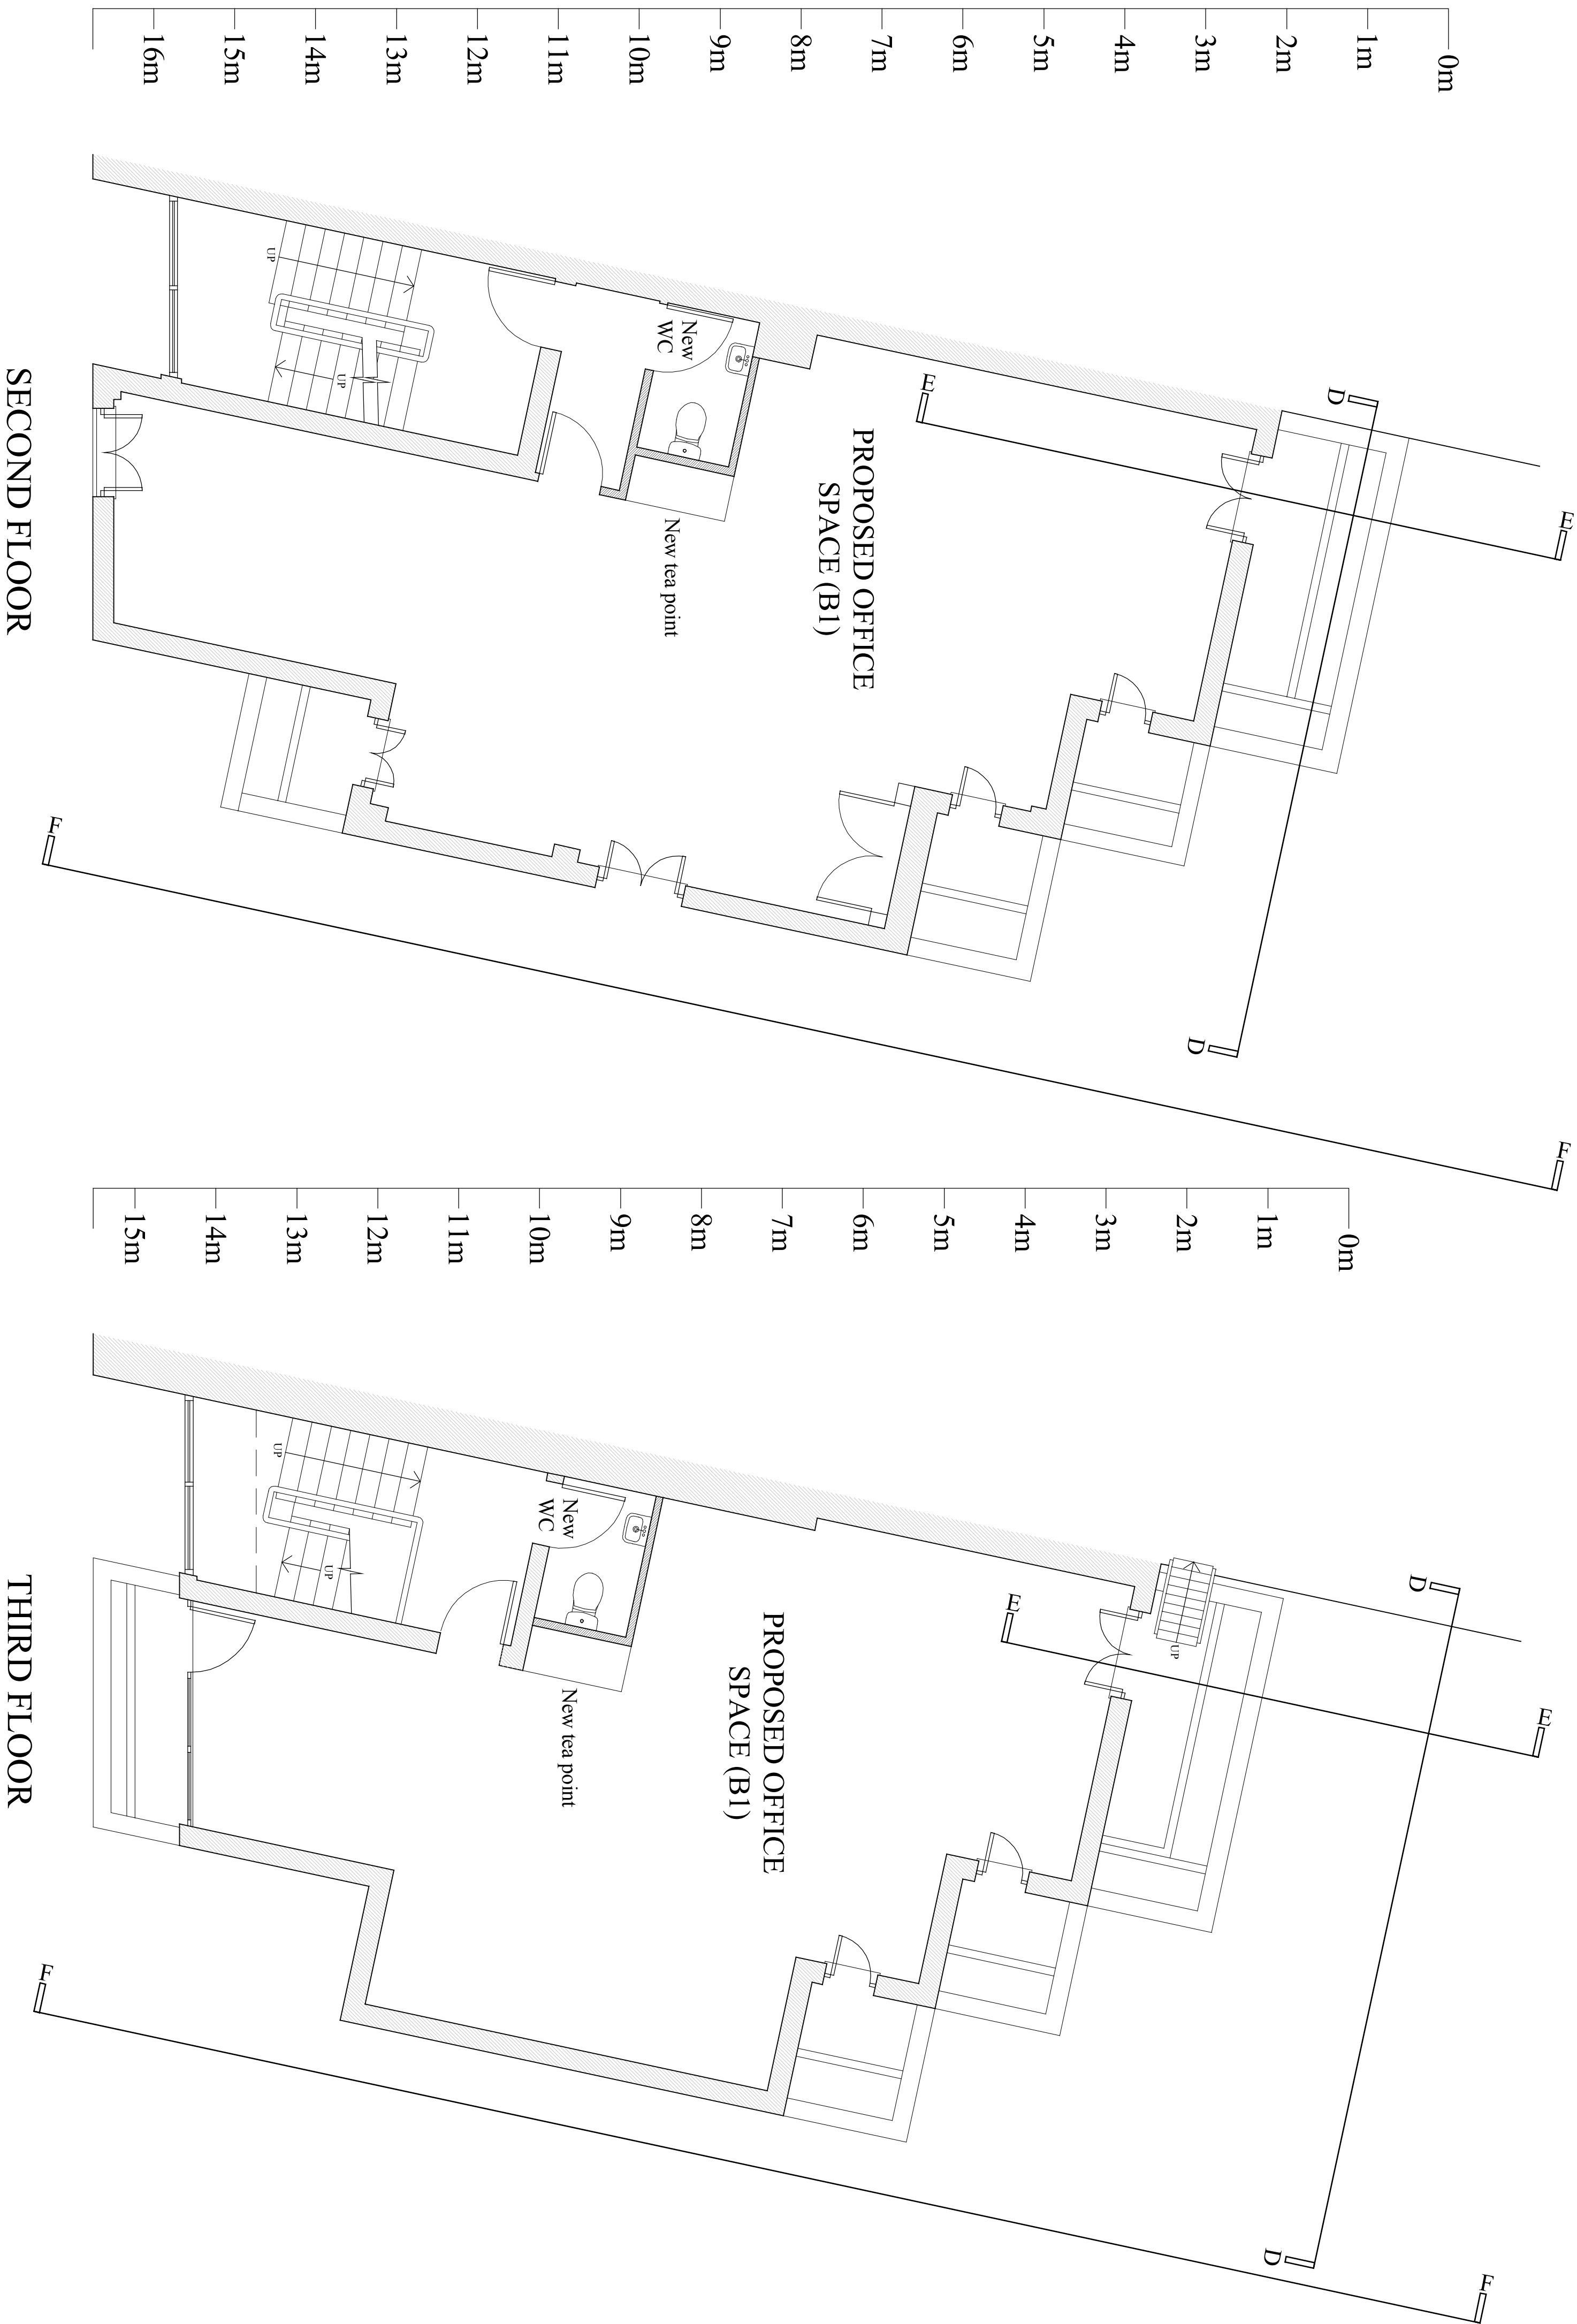 0m
1m
2m
3m
4m
5m
6m
7m
8m
9m
10m
11m
12m
13m
14m
15m
16m
D
D
E
E
F
F
PROPOSED OFFICE
SPACE (B1)
New
WC
New tea point
UP
UP
SECOND FLOOR
0m
1m
2m
3m
4m
5m
6m
7m
8m
9m
10m
11m
12m
13m
14m
15m
D
D
E
E
F
F
UP
PROPOSED OFFICE
SPACE (B1)
New
WC
New tea point
UP
UP
THIRD FLOOR